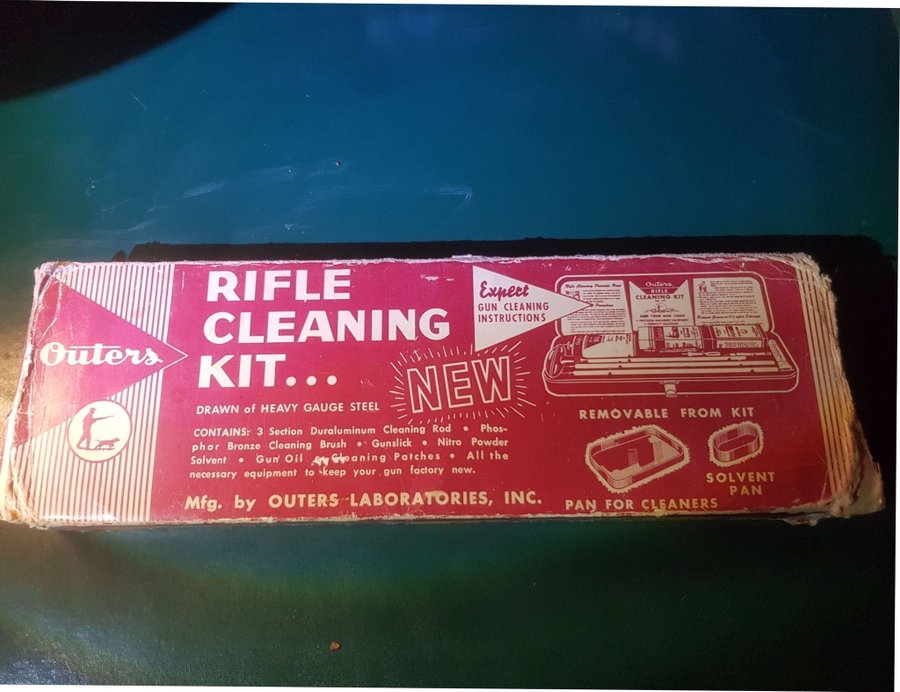 Outers
RIFLE
CLEANING
KIT...
NEW
DRAWN of HEAVY GAUGE STEEL
CONTAINS: 3 Section Duraluminum Cleaning Rod • Phos-
phor Bronze Cleaning Brush • Gunslick • Nitro Powder
Solvent • Gun Oil • Cleaning Patches • All the
necessary equipment to keep your gun factory new.
Mfg. by OUTERS LABORATORIES, INC.
Expect
GUN CLEANING
INSTRUCTIONS
Outers
RIFLE
CLEANING KIT
REMOVABLE FROM KIT
PAN FOR CLEANERS
SOLVENT
PAN